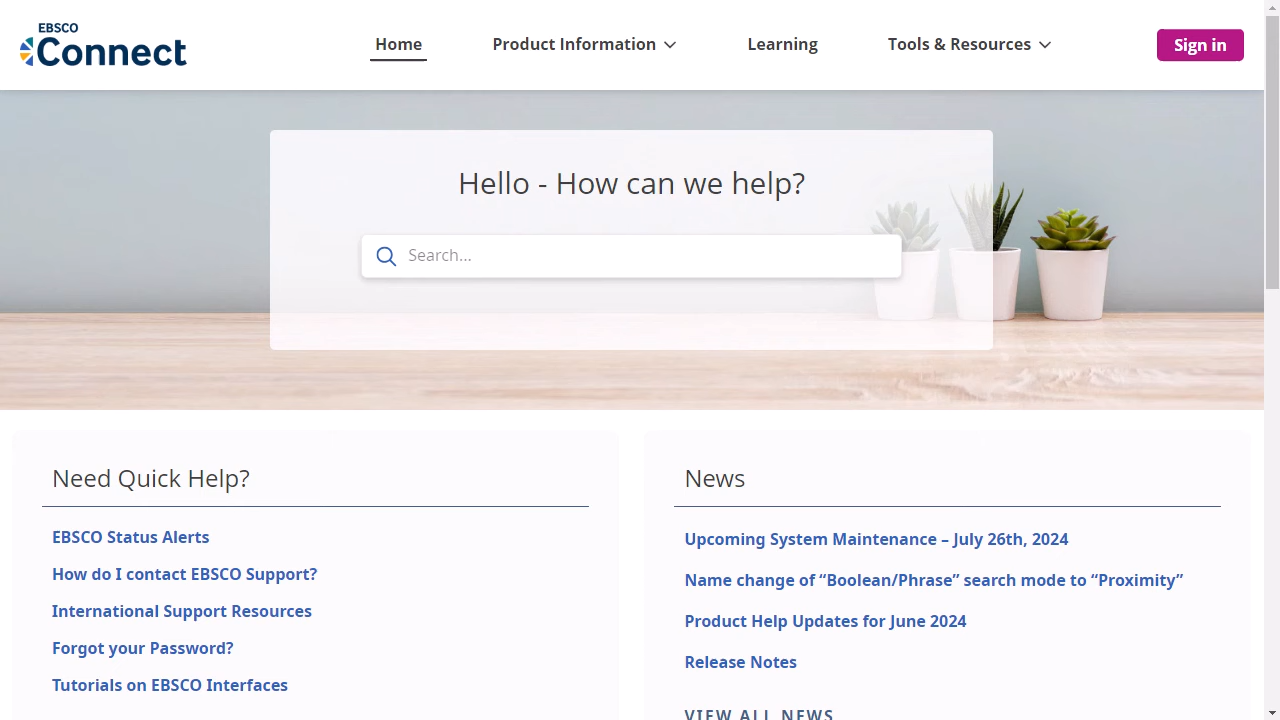 EBSCO
Connect
Home
Product Information
Learning
Tools & Resources
Sign in
Hello - How can we help?
Search...
Need Quick Help?
EBSCO Status Alerts
How do I contact EBSCO Support?
International Support Resources
Forgot your Password?
Tutorials on EBSCO Interfaces
News
Upcoming System Maintenance – July 26th, 2024
Name change of “Boolean/Phrase” search mode to “Proximity”
Product Help Updates for June 2024
Release Notes
VIEW ALL NEWS